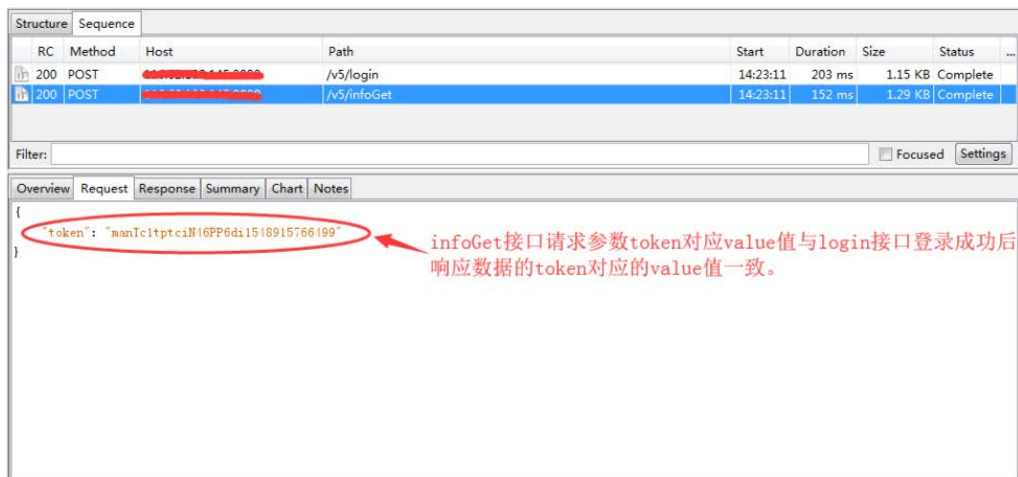 Structure Sequence
RC Method Host Path Start Duration Size Status ...
200 POST /v5/login 14:23:11 203 ms 1.15 KB Complete
200 POST /v5/infoGet 14:23:11 152 ms 1.29 KB Complete
Filter: Focused Settings
Overview Request Response Summary Chart Notes
{
"token": "manTc1tptciN46PP6di1548915766499"
}
infoGet接口请求参数token对应value值与login接口登录成功后
响应数据的token对应的value值一致。